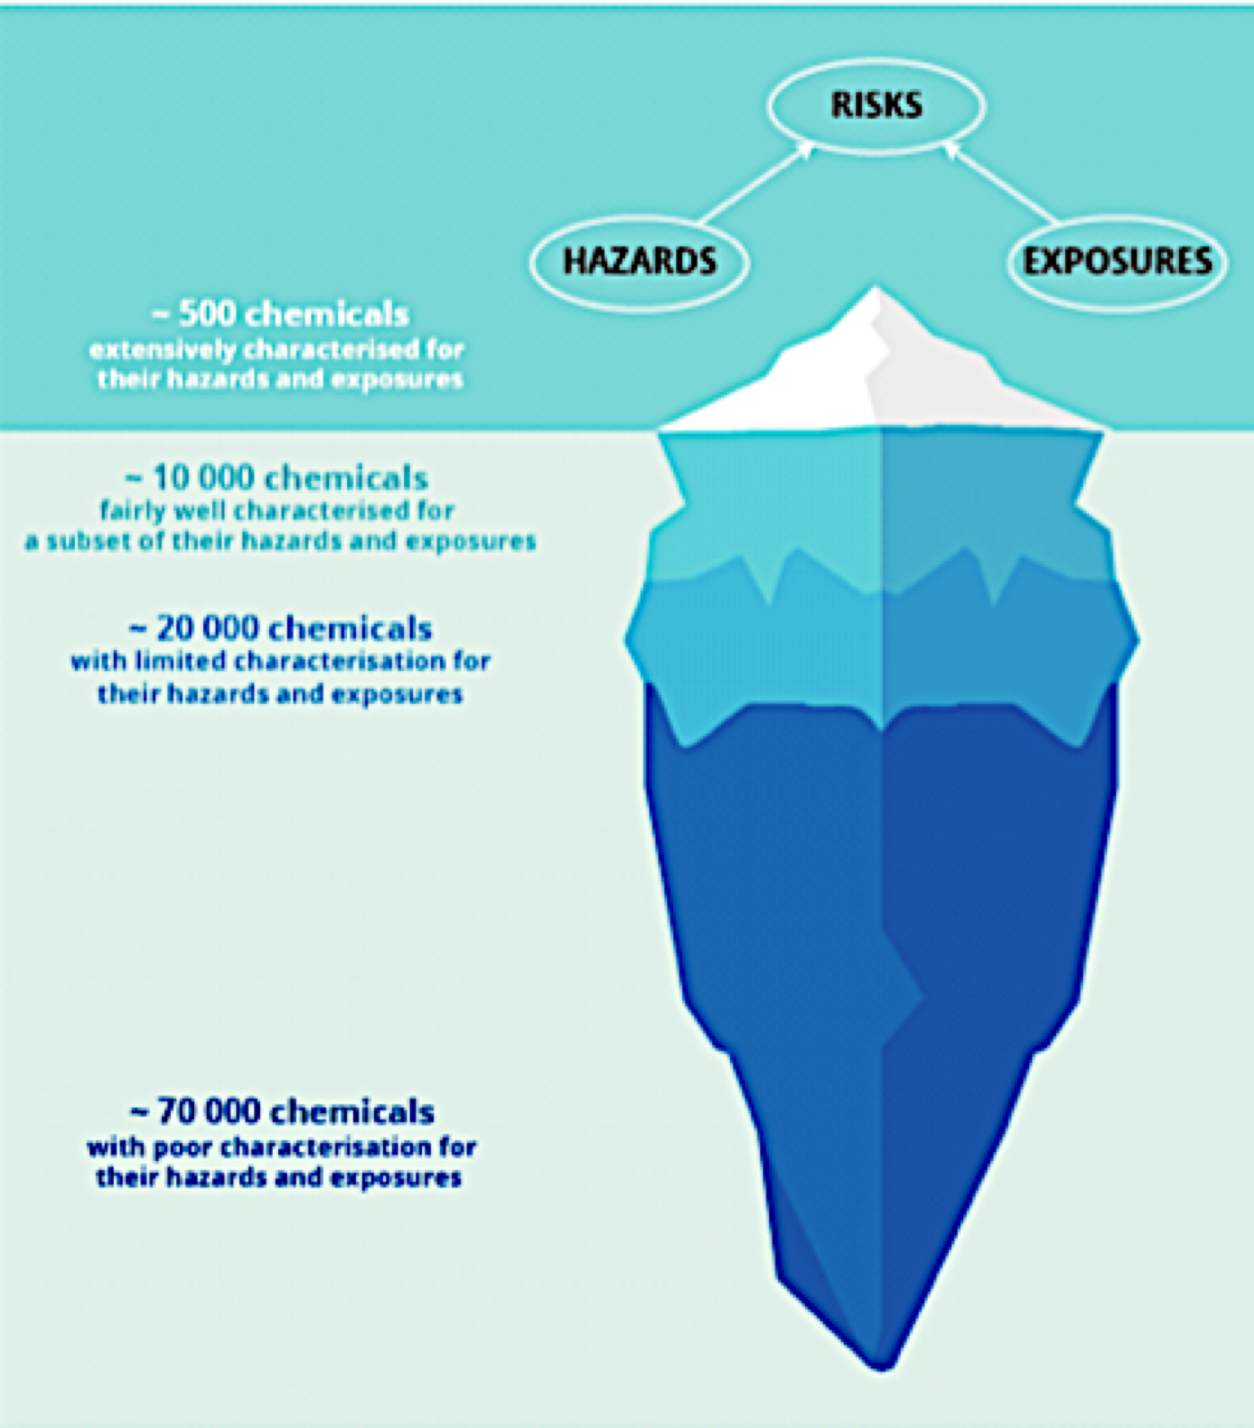 RISKS
HAZARDS
EXPOSURES
~ 500 chemicals
extensively characterised for
their hazards and exposures
~ 10 000 chemicals
fairly well characterised for
a subset of their hazards and exposures
~ 20 000 chemicals
with limited characterisation for
their hazards and exposures
~ 70 000 chemicals
with poor characterisation for
their hazards and exposures